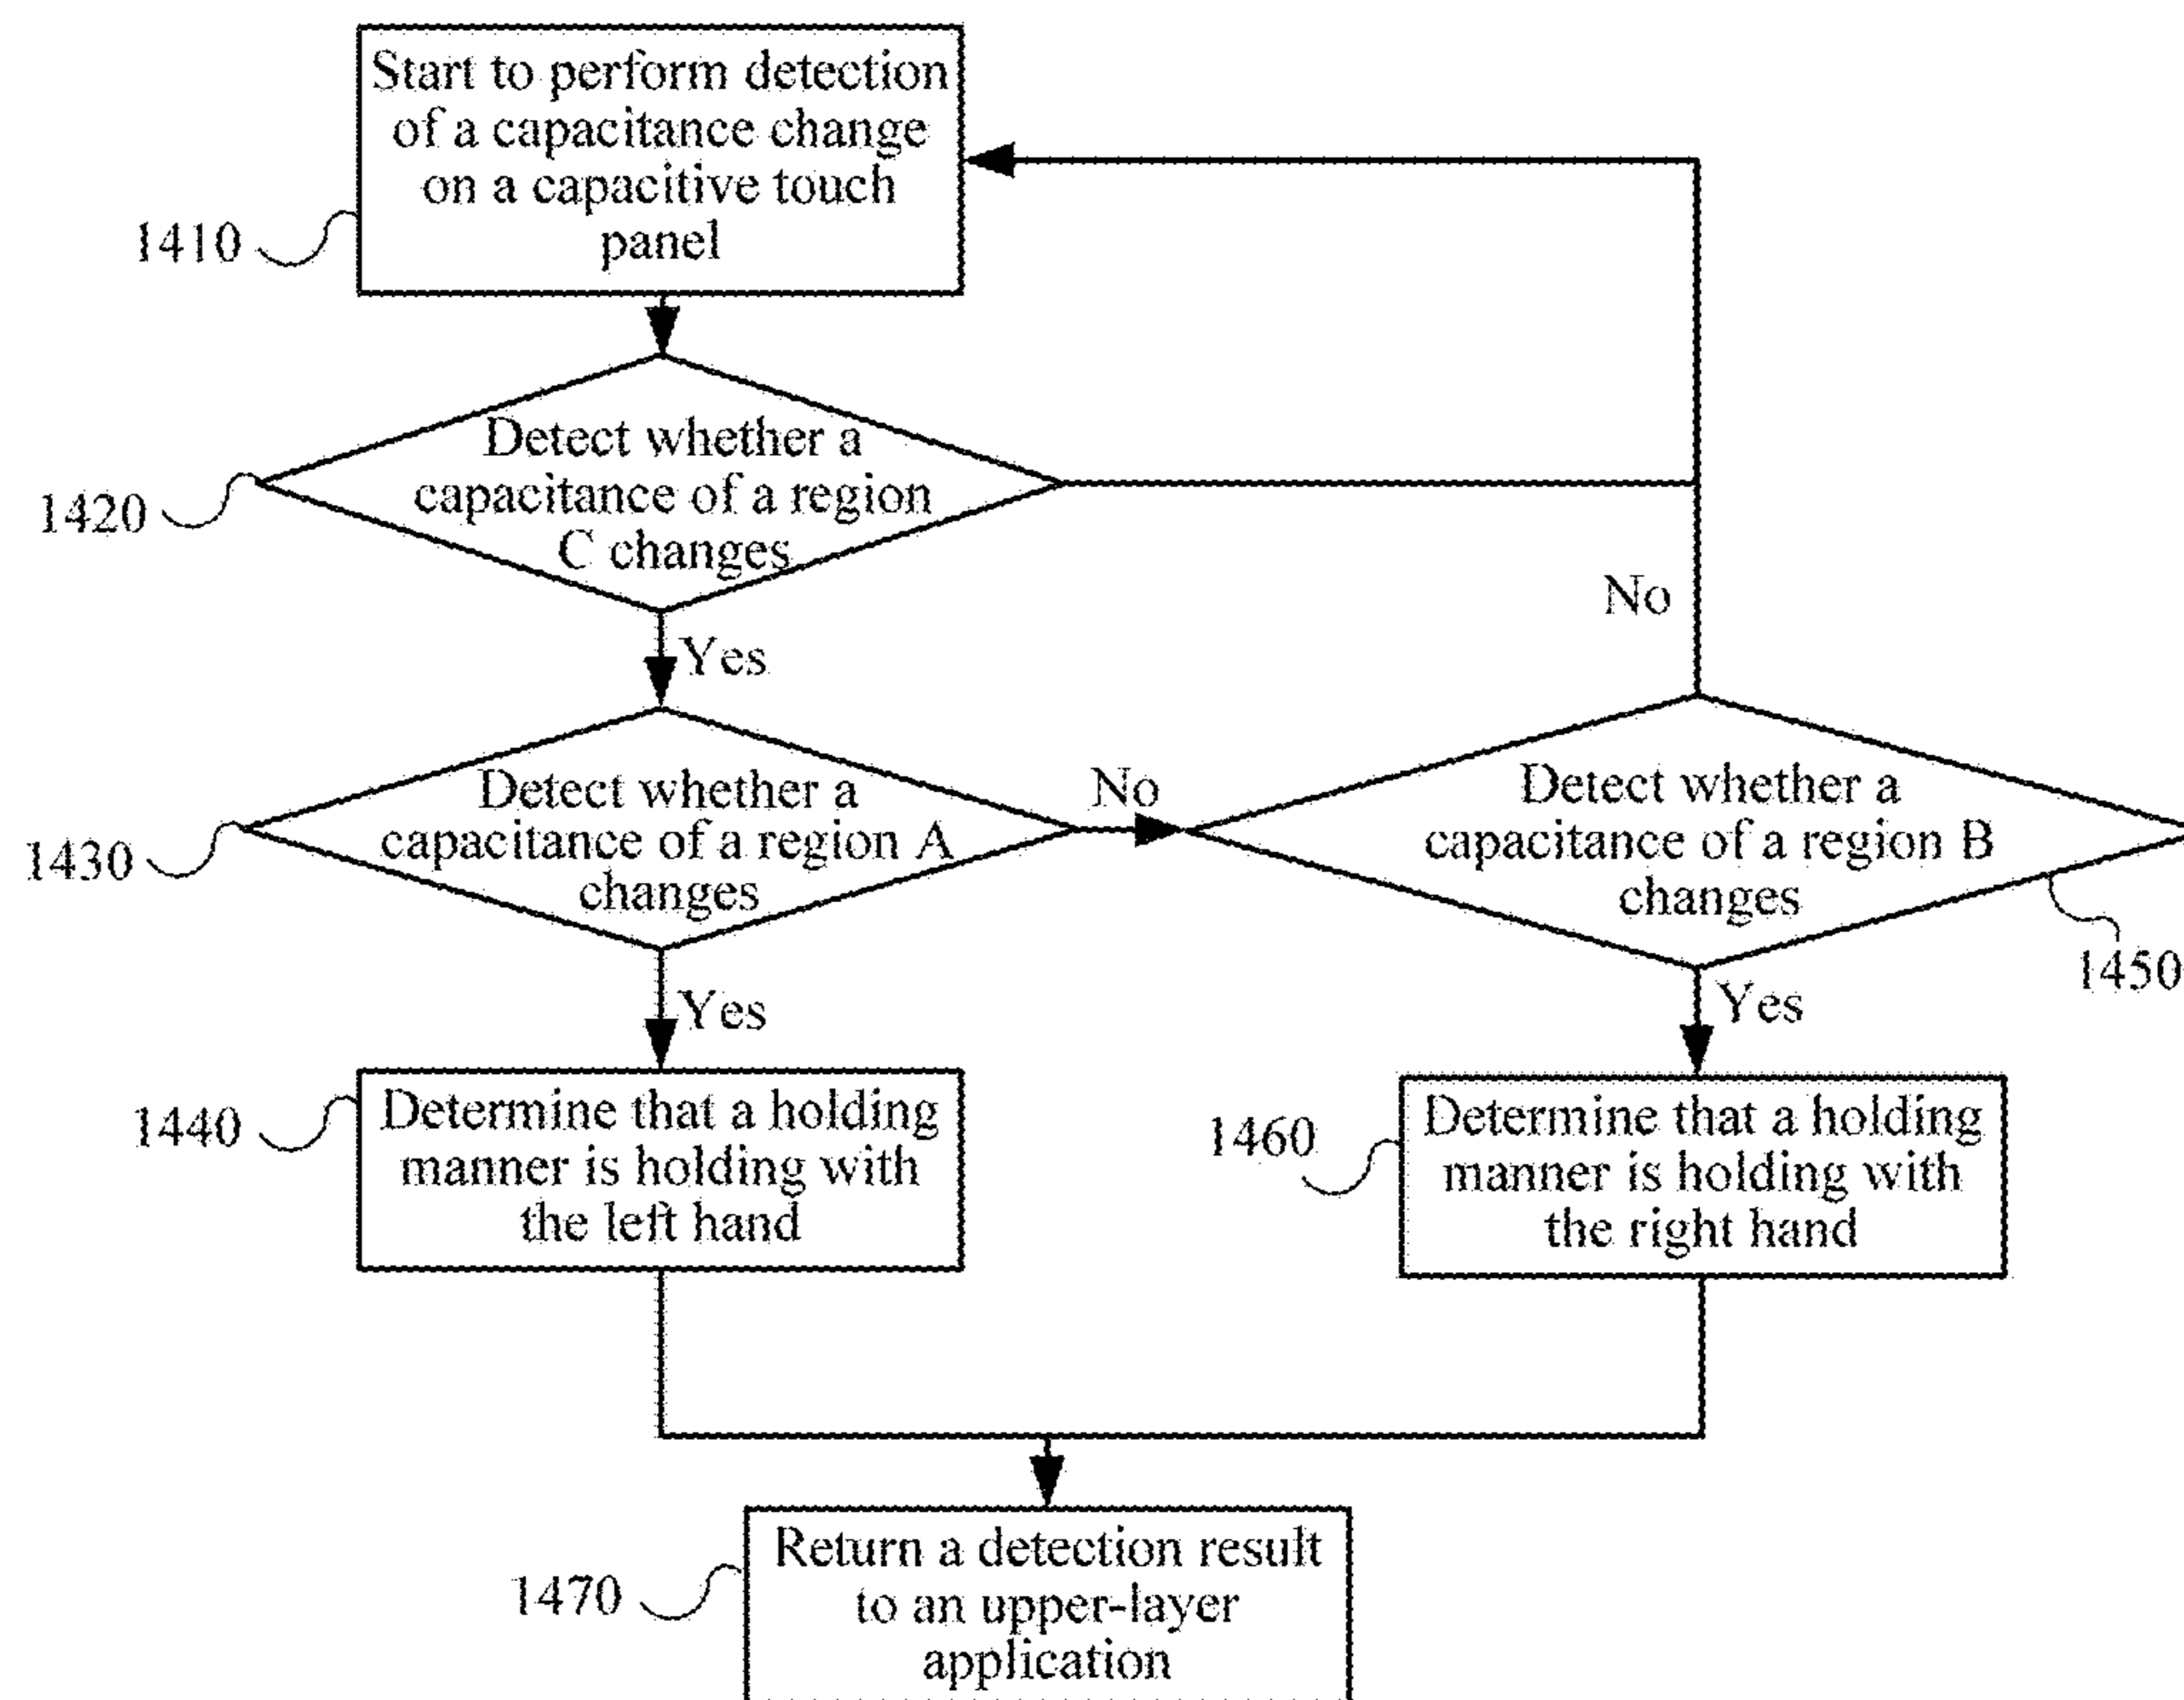 Start to perform detection
of a capacitance change
on a capacitive touch
panel
1410
Detect whether a
capacitance of a region
C changes
1420
No
Yes
Detect whether a
capacitance of a region A
changes
1430
No
Detect whether a
capacitance of a region B
changes
1450
Yes
Yes
Determine that a holding
manner is holding with
the left hand
1440
1460
Determine that a holding
manner is holding with
the right hand
1470
Return a detection result
to an upper-layer
application